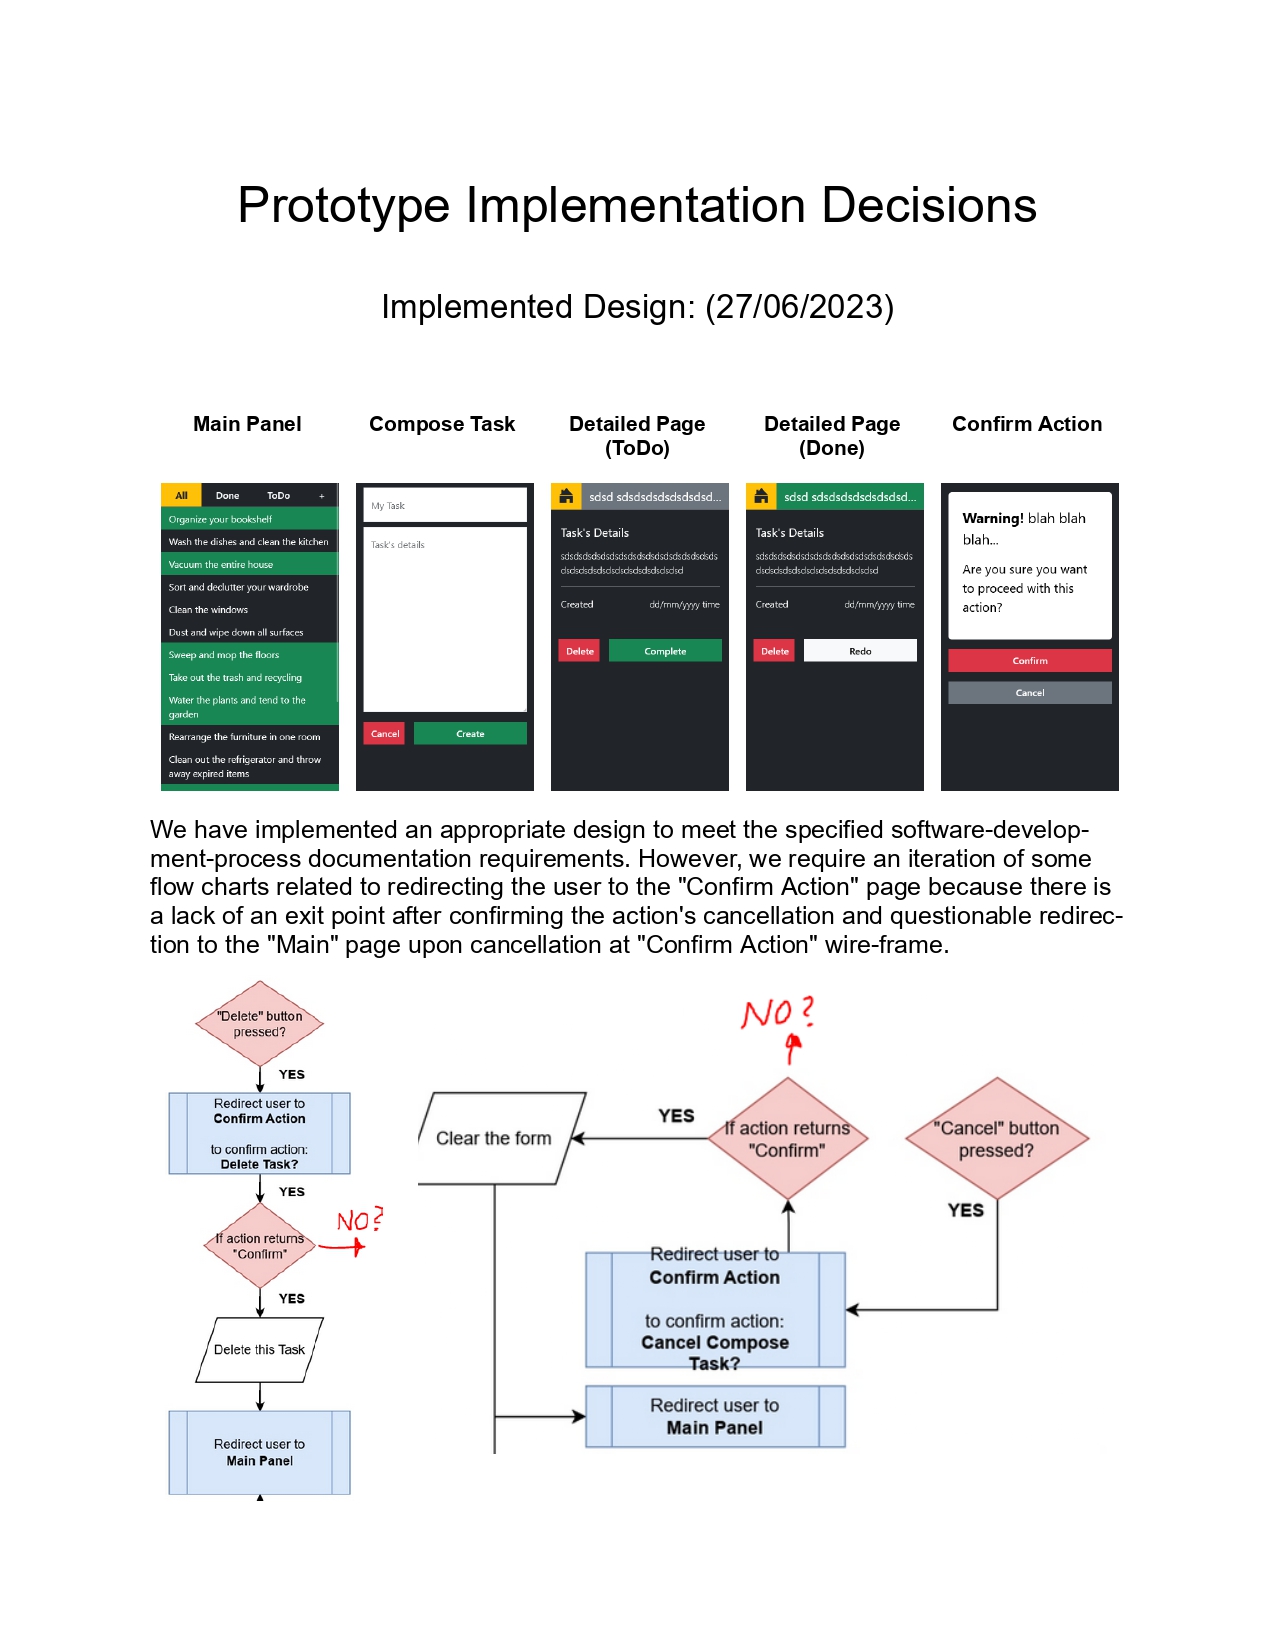 Prototype Implementation Decisions
Implemented Design: (27/06/2023)
Main Panel
Compose Task
Detailed Page
(ToDo)
Detailed Page
(Done)
Confirm Action
All Done ToDo +
Organize your bookshelf
Wash the dishes and clean the kitchen
Vacuum the entire house
Sort and declutter your wardrobe
Clean the windows
Dust and wipe down all surfaces
Sweep and mop the floors
Take out the trash and recycling
Water the plants and tend to the
garden
Rearrange the furniture in one room
Clean out the refrigerator and throw
away expired items
My Task
Task's details
Cancel Create
sdsd sdsdsdsdsdsdsdsd...
Task's Details
Created dd/mm/yyyy time
Delete Complete
sdsd sdsdsdsdsdsdsdsd...
Task's Details
Created dd/mm/yyyy time
Delete Redo
Warning! blah blah
blah...
Are you sure you want
to proceed with this
action?
Confirm
Cancel
We have implemented an appropriate design to meet the specified software-develop-
ment-process documentation requirements. However, we require an iteration of some
flow charts related to redirecting the user to the "Confirm Action" page because there is
a lack of an exit point after confirming the action's cancellation and questionable redirec-
tion to the "Main" page upon cancellation at "Confirm Action" wire-frame.
"Delete" button
pressed?
YES
Redirect user to
Confirm Action
to confirm action:
Delete Task?
YES
If action returns
"Confirm"
NO?
YES
Delete this Task
Redirect user to
Main Panel
NO?
Clear the form
YES
If action returns
"Confirm"
"Cancel" button
pressed?
YES
Redirect user to
Confirm Action
to confirm action:
Cancel Compose
Task?
Redirect user to
Main Panel